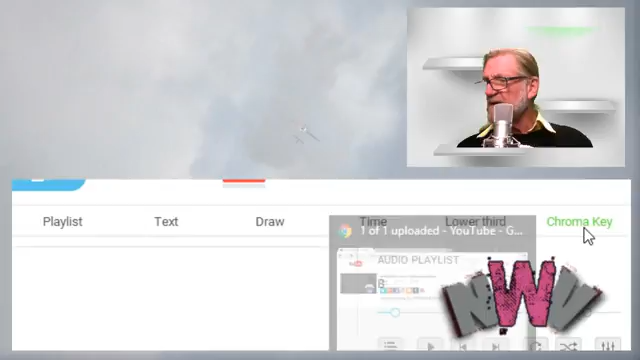 Playlist Text Draw Time Lower third Chroma Key
1 of 1 uploaded - YouTube - G...
AUDIO PLAYLIST
NWV